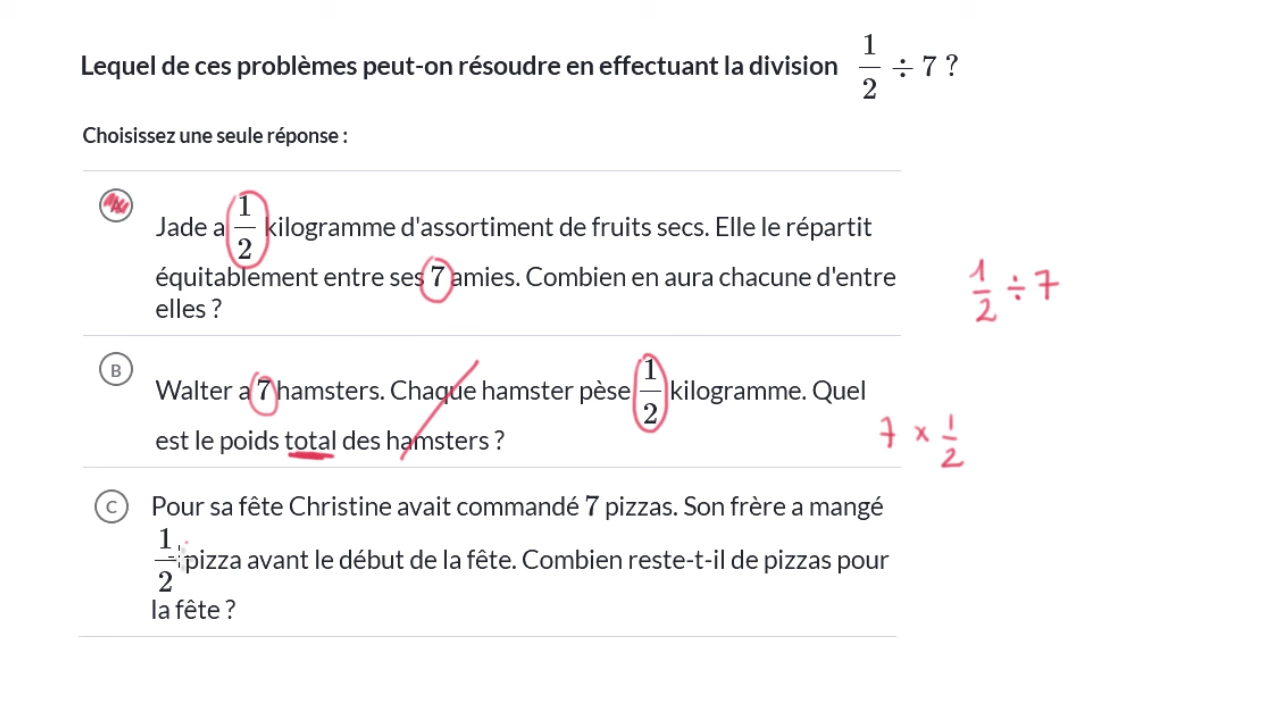 Lequel de ces problèmes peut-on résoudre en effectuant la division 1/2 ÷ 7 ?
Choisissez une seule réponse :
Jade a 1/2 kilogramme d'assortiment de fruits secs. Elle le répartit
équitablement entre ses 7 amies. Combien en aura chacune d'entre
elles ?
1/2 ÷ 7
B
Walter a 7 hamsters. Chaque hamster pèse 1/2 kilogramme. Quel
est le poids total des hamsters ?
7 × 1/2
C
Pour sa fête Christine avait commandé 7 pizzas. Son frère a mangé
1/2 pizza avant le début de la fête. Combien reste-t-il de pizzas pour
la fête ?